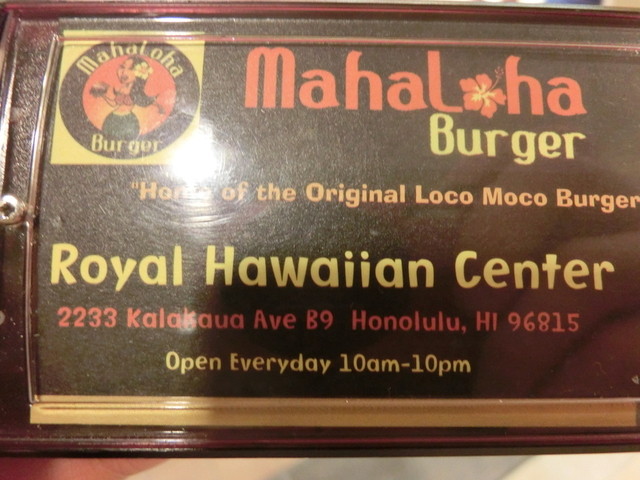 Mahaloha
Burger
MahaLoha
Burger
"Home of the Original Loco Moco Burger
Royal Hawaiian Center
2233 Kalakaua Ave B9 Honolulu, HI 96815
Open Everyday 10am-10pm